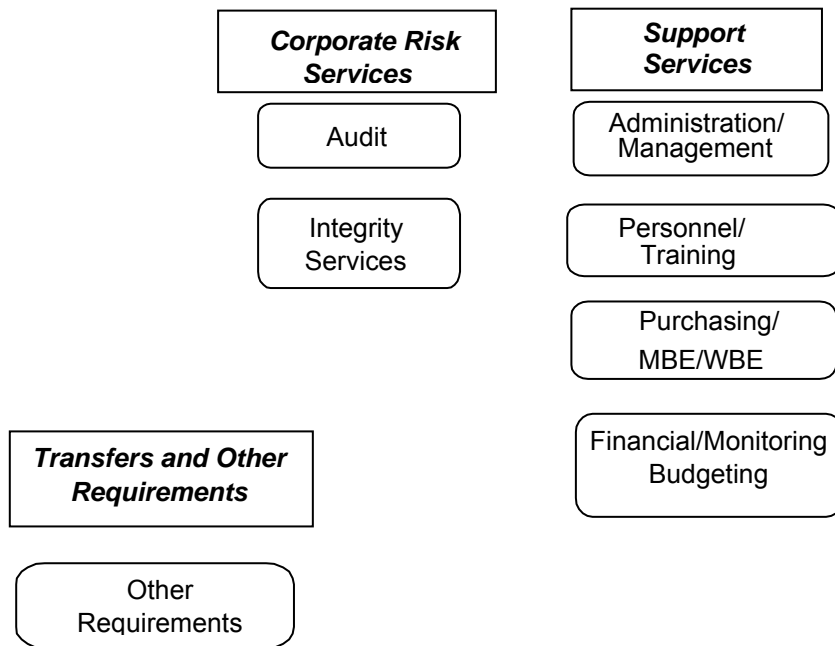 Corporate Risk
Services
Audit
Integrity
Services
Support
Services
Administration/
Management
Personnel/
Training
Purchasing/
MBE/WBE
Financial/Monitoring
Budgeting
Transfers and Other
Requirements
Other
Requirements